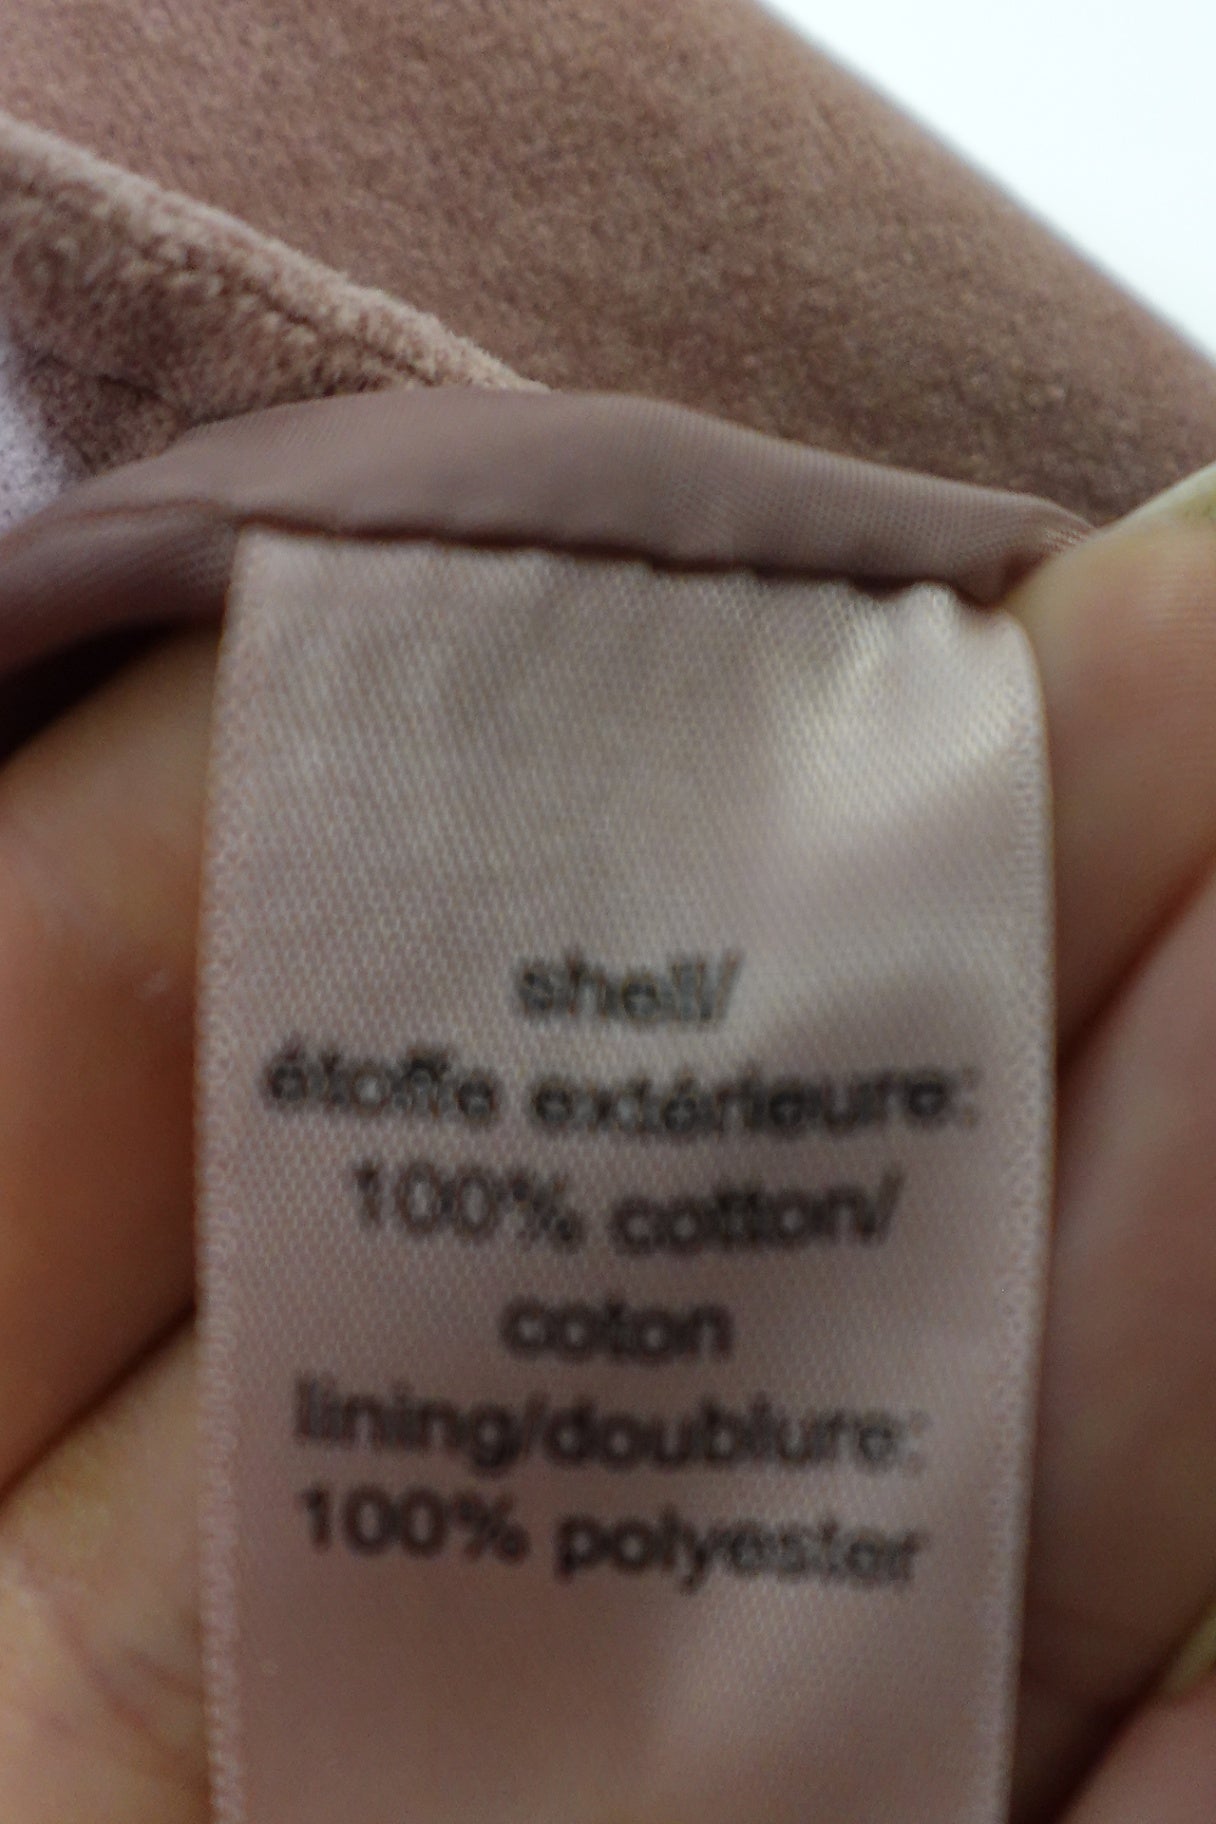 shell/
étoffe extérieure:
100% cotton/
coton
lining/doublure:
100% polyester